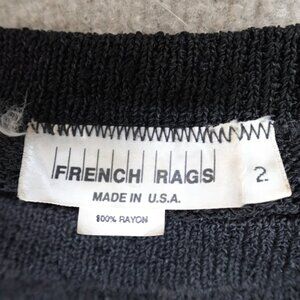 FRENCH RAGS
2
MADE IN U.S.A.
100% RAYON